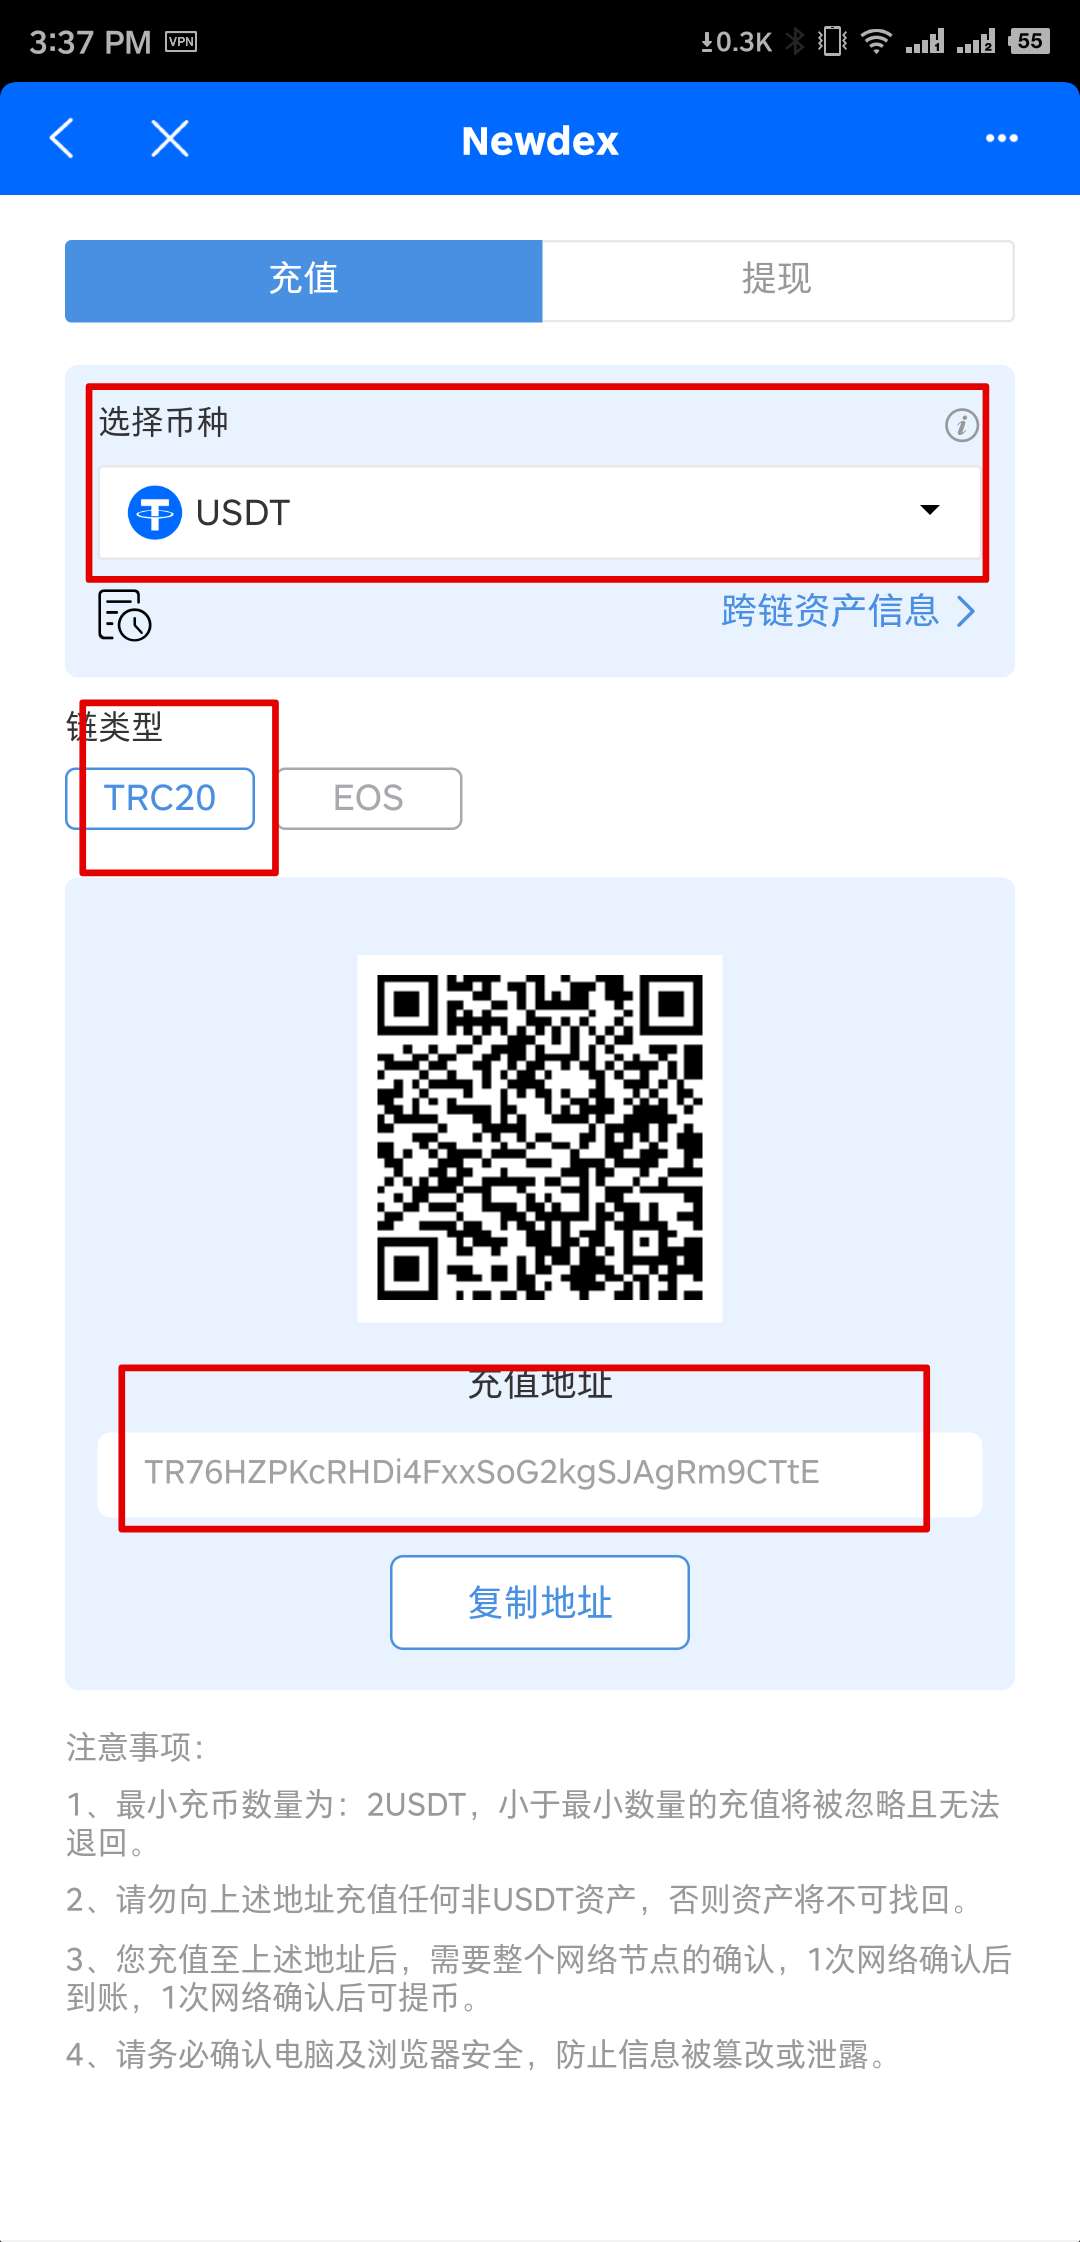 3:37 PM VPN 0.3K 1 2 55
Newdex
充值 提现
选择币种
USDT
跨链资产信息
链类型
TRC20 EOS
充值地址
TR76HZPKcRHDi4FxxSoG2kgSJAgRm9CTtE
复制地址
注意事项：
1、最小充币数量为：2USDT，小于最小数量的充值将被忽略且无法
退回。
2、请勿向上述地址充值任何非USDT资产，否则资产将不可找回。
3、您充值至上述地址后，需要整个网络节点的确认，1次网络确认后
到账，1次网络确认后可提币。
4、请务必确认电脑及浏览器安全，防止信息被篡改或泄露。